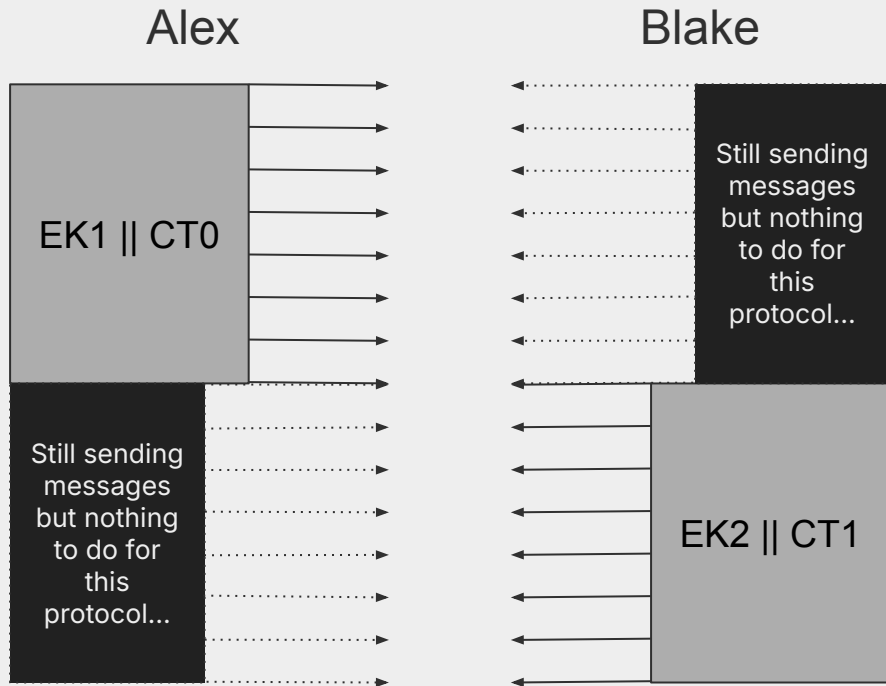 Alex
Blake
EK1 || CT0
Still sending
messages
but nothing
to do for
this
protocol...
Still sending
messages
but nothing
to do for
this
protocol...
EK2 || CT1